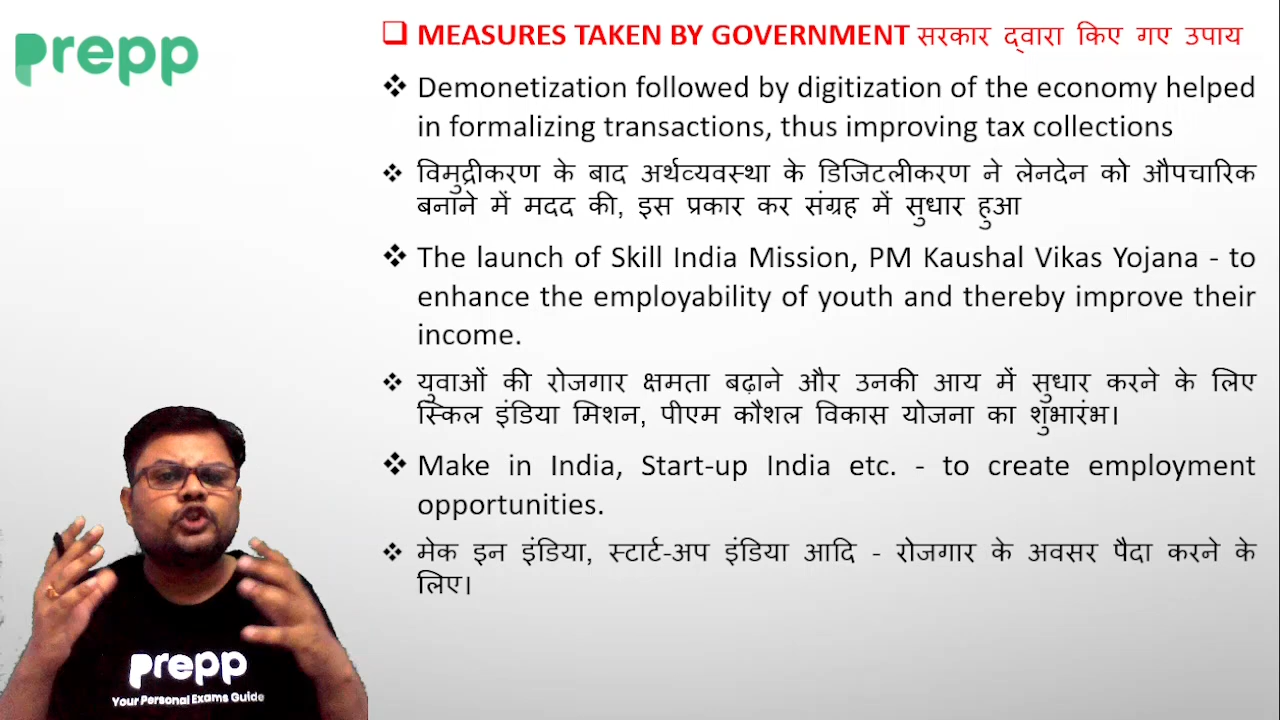 prepp
MEASURES TAKEN BY GOVERNMENT सरकार द्वारा किए गए उपाय
Demonetization followed by digitization of the economy helped
in formalizing transactions, thus improving tax collections
विमुद्रीकरण के बाद अर्थव्यवस्था के डिजिटलीकरण ने लेनदेन को औपचारिक
बनाने में मदद की, इस प्रकार कर संग्रह में सुधार हुआ
The launch of Skill India Mission, PM Kaushal Vikas Yojana - to
enhance the employability of youth and thereby improve their
income.
युवाओं की रोजगार क्षमता बढ़ाने और उनकी आय में सुधार करने के लिए
स्किल इंडिया मिशन, पीएम कौशल विकास योजना का शुभारंभ।
Make in India, Start-up India etc. - to create employment
opportunities.
मेक इन इंडिया, स्टार्ट-अप इंडिया आदि - रोजगार के अवसर पैदा करने के
लिए।
prepp
Your Personal Exams Guide